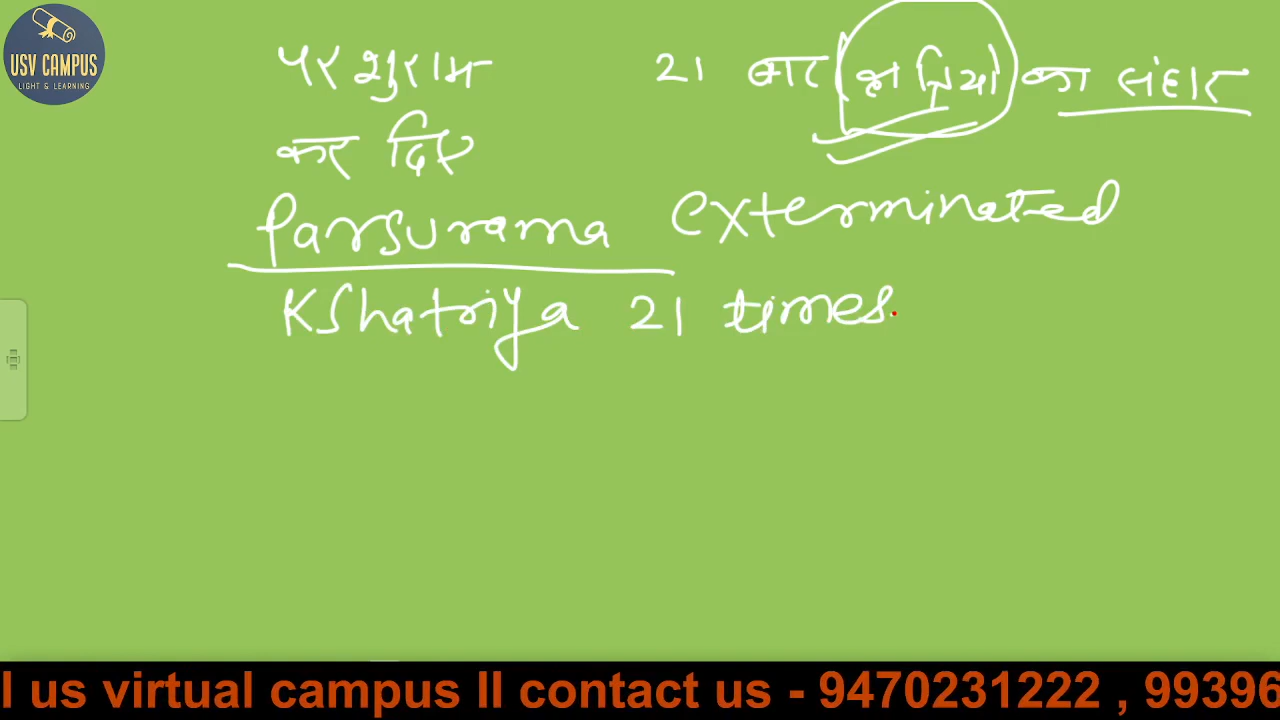 USV CAMPUS
LIGHT & LEARNING
परशुराम 21 बार क्षत्रियो का संहार
कर दिए
Parsurama exterminated
Kshatriya 21 times.
l us virtual campus II contact us - 9470231222 , 99396